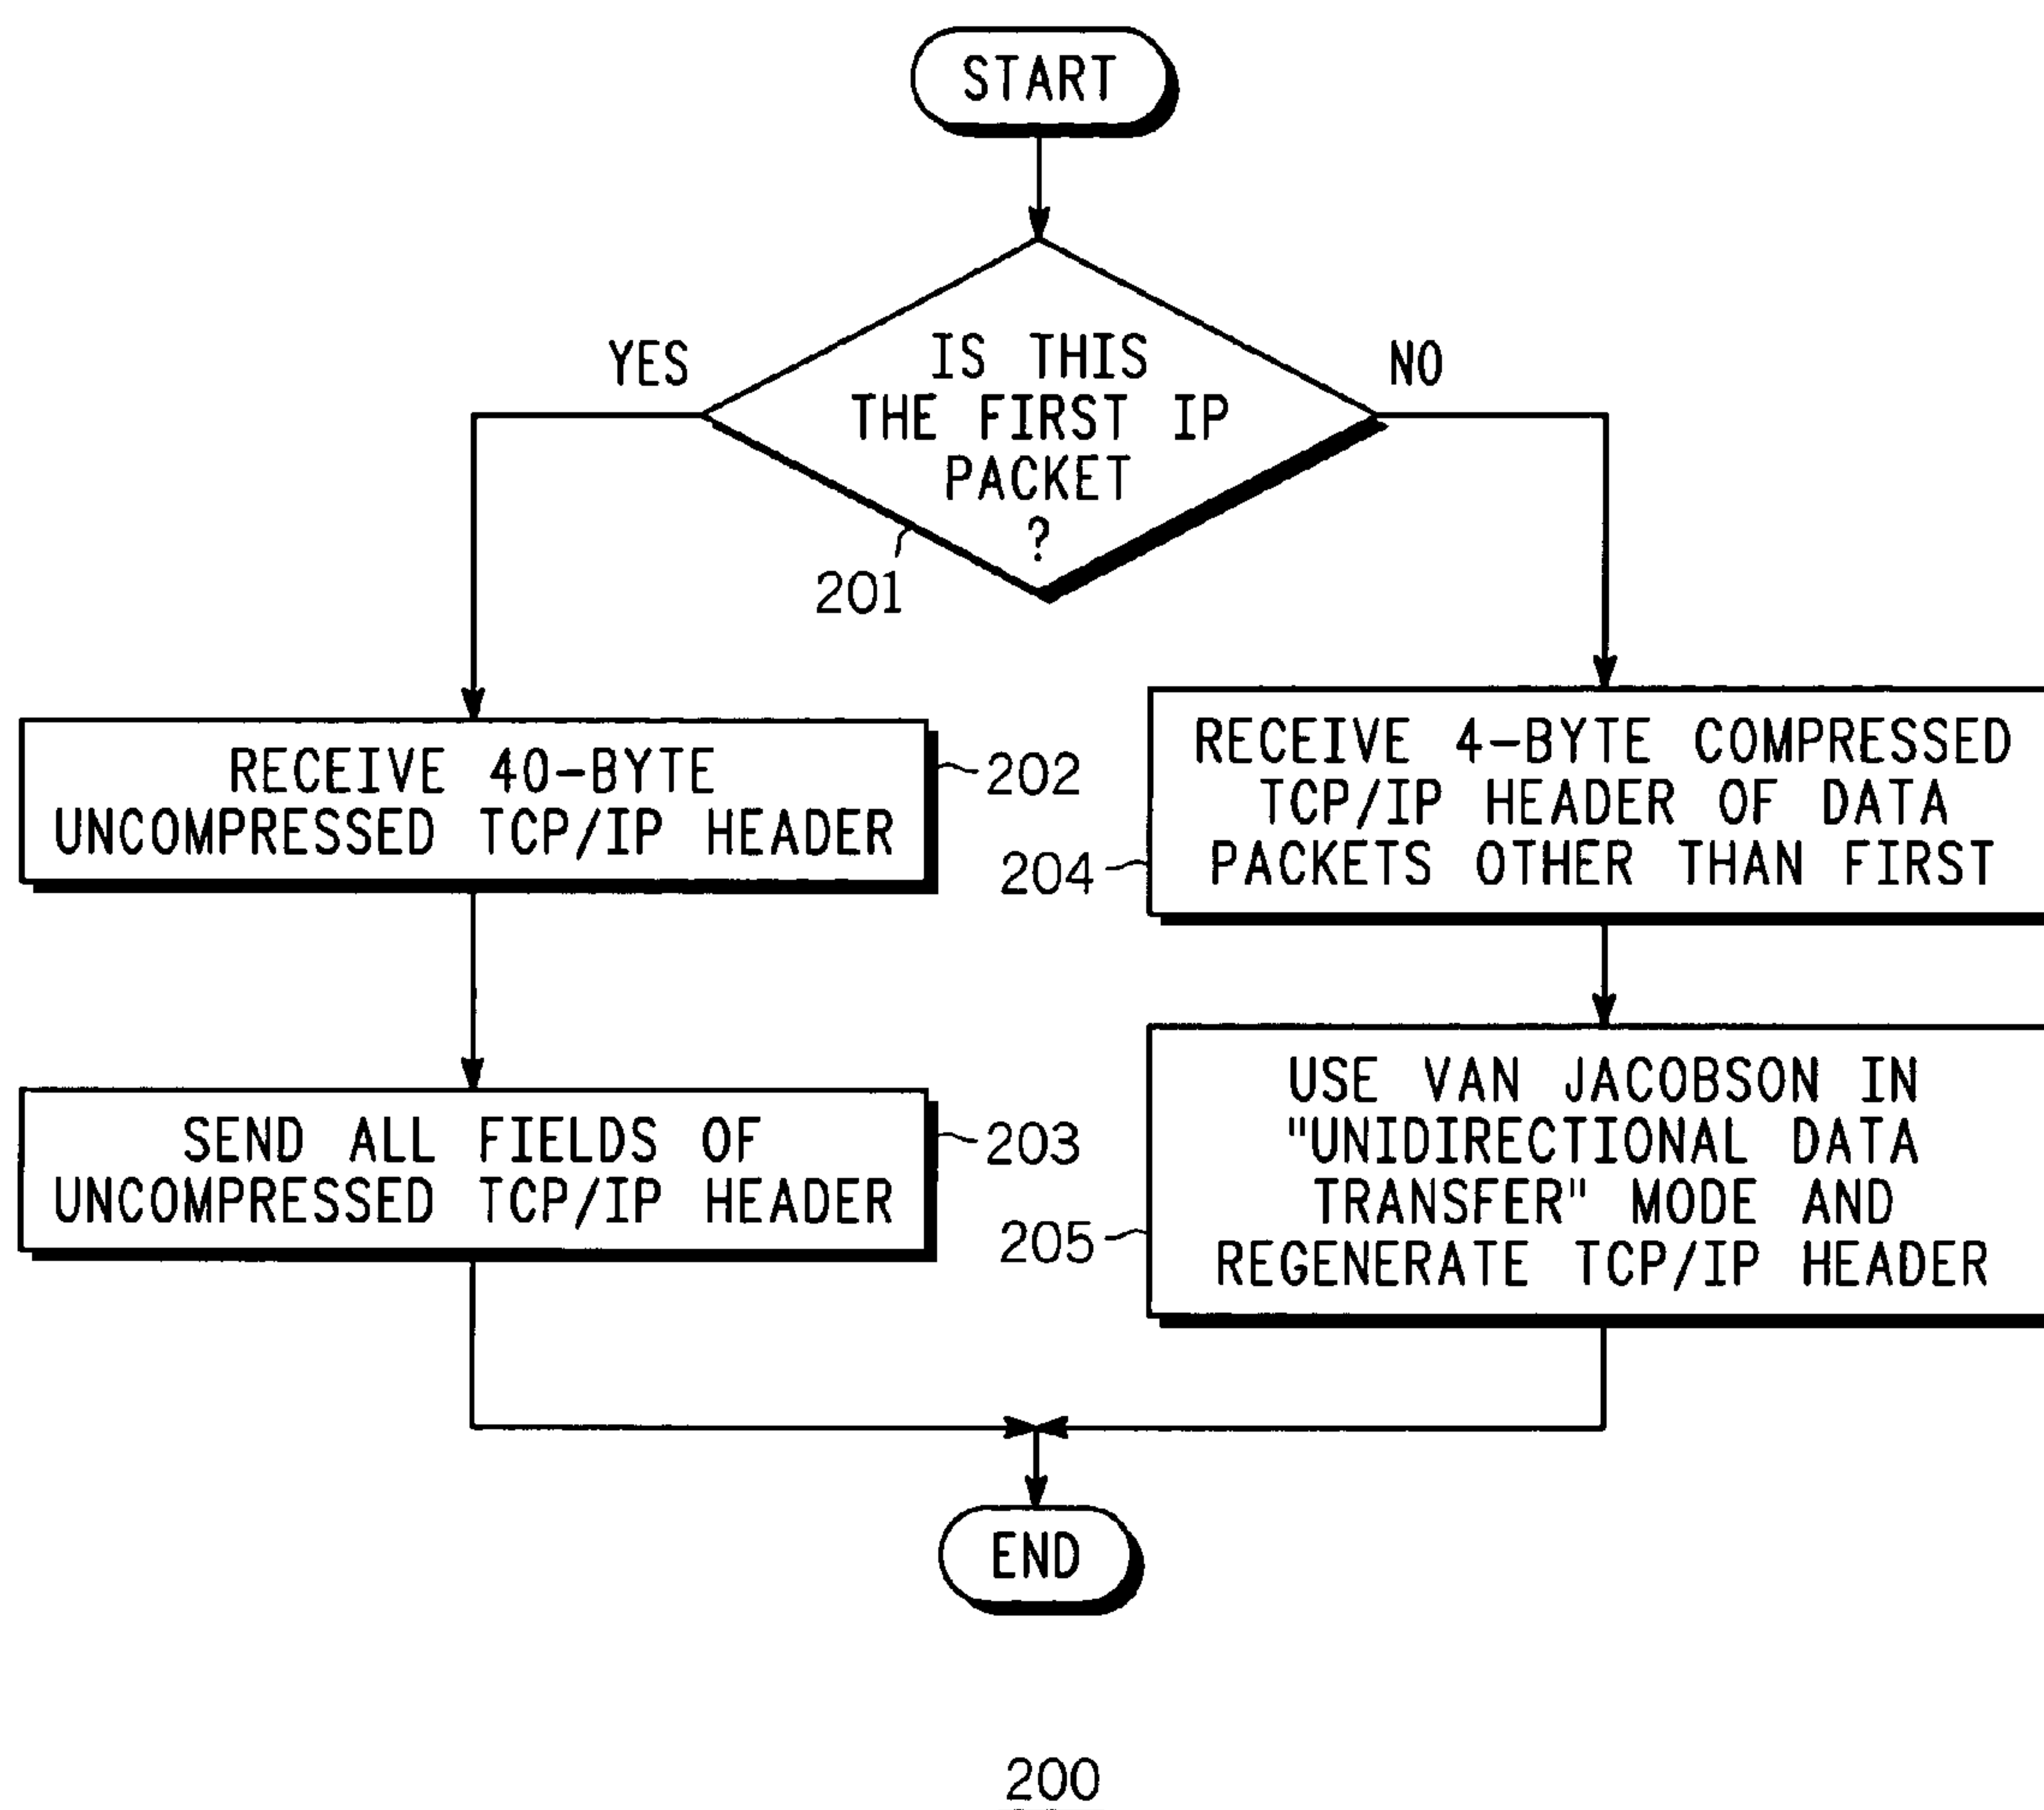 START
YES
IS THIS
THE FIRST IP
PACKET
?
NO
201
RECEIVE 40-BYTE
UNCOMPRESSED TCP/IP HEADER
202
RECEIVE 4-BYTE COMPRESSED
TCP/IP HEADER OF DATA
PACKETS OTHER THAN FIRST
204
SEND ALL FIELDS OF
UNCOMPRESSED TCP/IP HEADER
203
USE VAN JACOBSON IN
"UNIDIRECTIONAL DATA
TRANSFER" MODE AND
REGENERATE TCP/IP HEADER
205
END
200